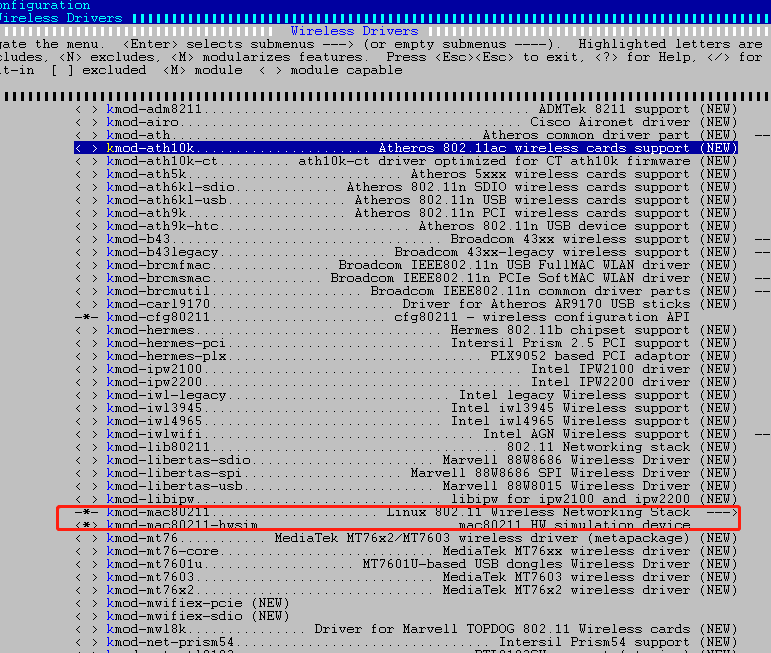 onfiguration
Wireless Drivers
Wireless Drivers
gate the menu.  <Enter> selects submenus ---> (or empty submenus ----).  Highlighted letters are
cludes, <N> excludes, <M> modularizes features.  Press <Esc><Esc> to exit, <?> for Help, </> for
t-in  [ ] excluded  <M> module  < > module capable
< > kmod-adm8211......................................... ADMTek 8211 support (NEW)
< > kmod-airo............................................ Cisco Aironet driver (NEW)
< > kmod-ath....................................... Atheros common driver part (NEW)  --
< > kmod-ath10k....................... Atheros 802.11ac wireless cards support (NEW)
< > kmod-ath10k-ct.......... ath10k-ct driver optimized for CT ath10k firmware (NEW)
< > kmod-ath5k............................ Atheros 5xxx wireless cards support (NEW)
< > kmod-ath6kl-sdio.............. Atheros 802.11n SDIO wireless cards support (NEW)
< > kmod-ath6kl-usb................ Atheros 802.11n USB wireless cards support (NEW)
< > kmod-ath9k..................... Atheros 802.11n PCI wireless cards support (NEW)
< > kmod-ath9k-htc......................... Atheros 802.11n USB device support (NEW)
< > kmod-b43................................... Broadcom 43xx wireless support (NEW)  --
< > kmod-b43legacy...................... Broadcom 43xx-legacy wireless support (NEW)  --
< > kmod-brcmfmac................ Broadcom IEEE802.11n USB FullMAC WLAN driver (NEW)  --
< > kmod-brcmsmac............... Broadcom IEEE802.11n PCIe SoftMAC WLAN driver (NEW)  --
< > kmod-brcmutil.................... Broadcom IEEE802.11n common driver parts (NEW)  --
< > kmod-carl9170........................ Driver for Atheros AR9170 USB sticks (NEW)
-*- kmod-cfg80211....................... cfg80211 - wireless configuration API
< > kmod-hermes.............................. Hermes 802.11b chipset support (NEW)
< > kmod-hermes-pci........................... Intersil Prism 2.5 PCI support (NEW)
< > kmod-hermes-plx................................ PLX9052 based PCI adaptor (NEW)
< > kmod-ipw2100......................................... Intel IPW2100 driver (NEW)
< > kmod-ipw2200......................................... Intel IPW2200 driver (NEW)
< > kmod-iwl-legacy............................. Intel legacy Wireless support (NEW)
< > kmod-iwl3945............................... Intel iwl3945 Wireless support (NEW)
< > kmod-iwl4965............................... Intel iwl4965 Wireless support (NEW)
< > kmod-iwlwifi................................... Intel AGN Wireless support (NEW)  --
< > kmod-lib80211..................................... 802.11 Networking stack (NEW)
< > kmod-libertas-sdio........................ Marvell 88W8686 Wireless Driver (NEW)
< > kmod-libertas-spi..................... Marvell 88W8686 SPI Wireless Driver (NEW)
< > kmod-libertas-usb......................... Marvell 88W8015 Wireless Driver (NEW)
< > kmod-libipw................................ libipw for ipw2100 and ipw2200 (NEW)
-*- kmod-mac80211...................... Linux 802.11 Wireless Networking Stack  --->
<*> kmod-mac80211-hwsim......................... mac80211 HW simulation device
< > kmod-mt76........... MediaTek MT76x2/MT7603 wireless driver (metapackage) (NEW)
< > kmod-mt76-core............................ MediaTek MT76xx wireless driver (NEW)
< > kmod-mt7601u.................... MT7601U-based USB dongles Wireless Driver (NEW)
< > kmod-mt7603............................... MediaTek MT7603 wireless driver (NEW)
< > kmod-mt76x2............................... MediaTek MT76x2 wireless driver (NEW)
< > kmod-mwifiex-pcie (NEW)
< > kmod-mwifiex-sdio (NEW)
< > kmod-mwl8k................ Driver for Marvell TOPDOG 802.11 Wireless cards (NEW)
< > kmod-net-prism54................................. Intersil Prism54 support (NEW)